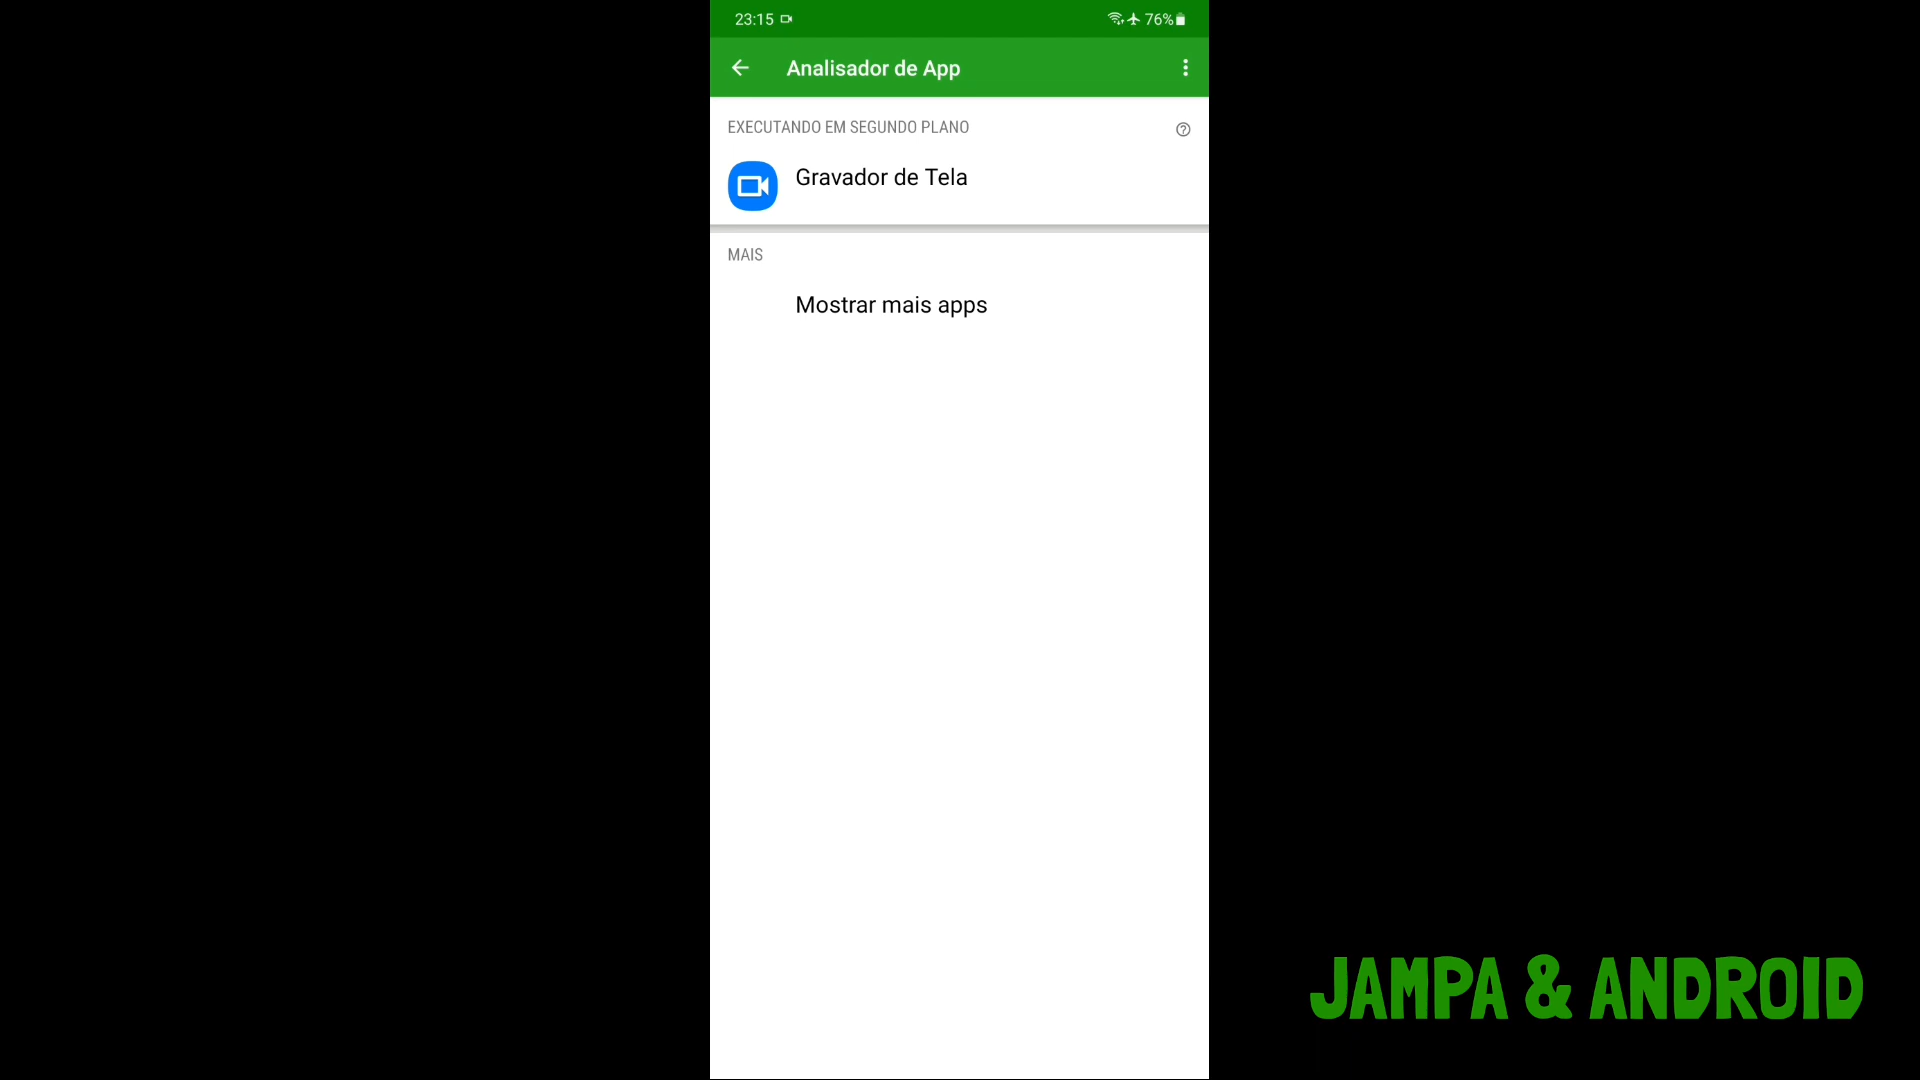 23:15
76%
Analisador de App
EXECUTANDO EM SEGUNDO PLANO
Gravador de Tela
MAIS
Mostrar mais apps
JAMPA & ANDROID